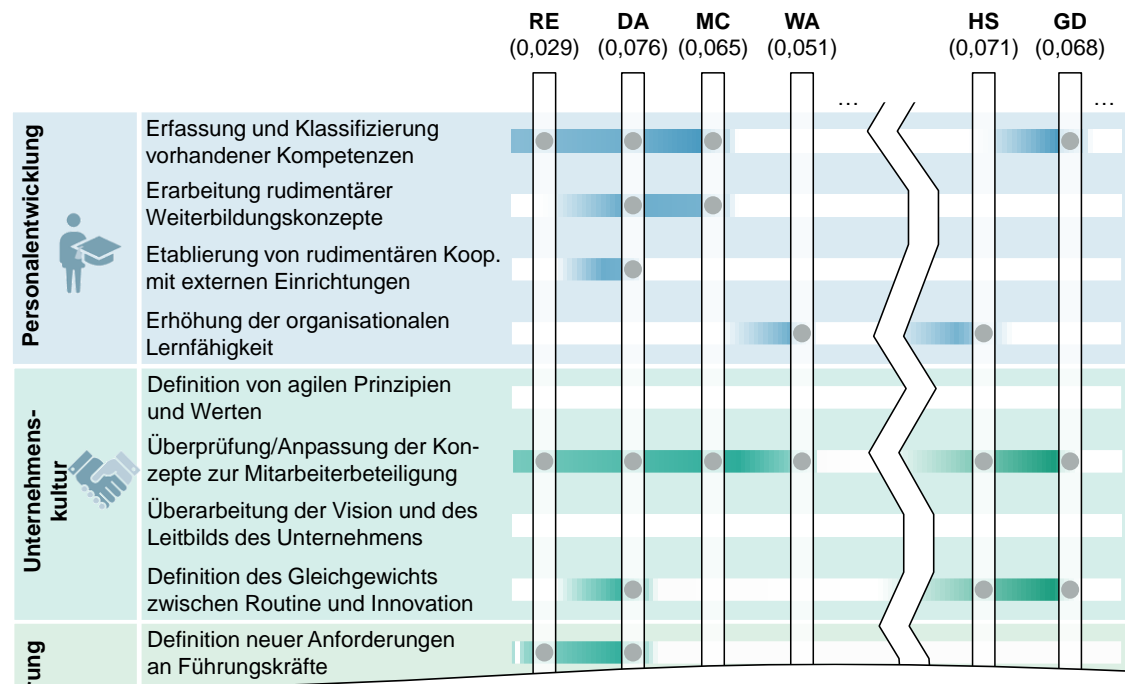 RE DA MC WA HS GD
(0,029) (0,076) (0,065) (0,051) (0,071) (0,068)
... ...
Personalentwicklung
Erfassung und Klassifizierung
vorhandener Kompetenzen
Erarbeitung rudimentärer
Weiterbildungskonzepte
Etablierung von rudimentären Koop.
mit externen Einrichtungen
Erhöhung der organisationalen
Lernfähigkeit
Unternehmens-
kultur
Definition von agilen Prinzipien
und Werten
Überprüfung/Anpassung der Kon-
zepte zur Mitarbeiterbeteiligung
Überarbeitung der Vision und des
Leitbilds des Unternehmens
Definition des Gleichgewichts
zwischen Routine und Innovation
rung
Definition neuer Anforderungen
an Führungskräfte